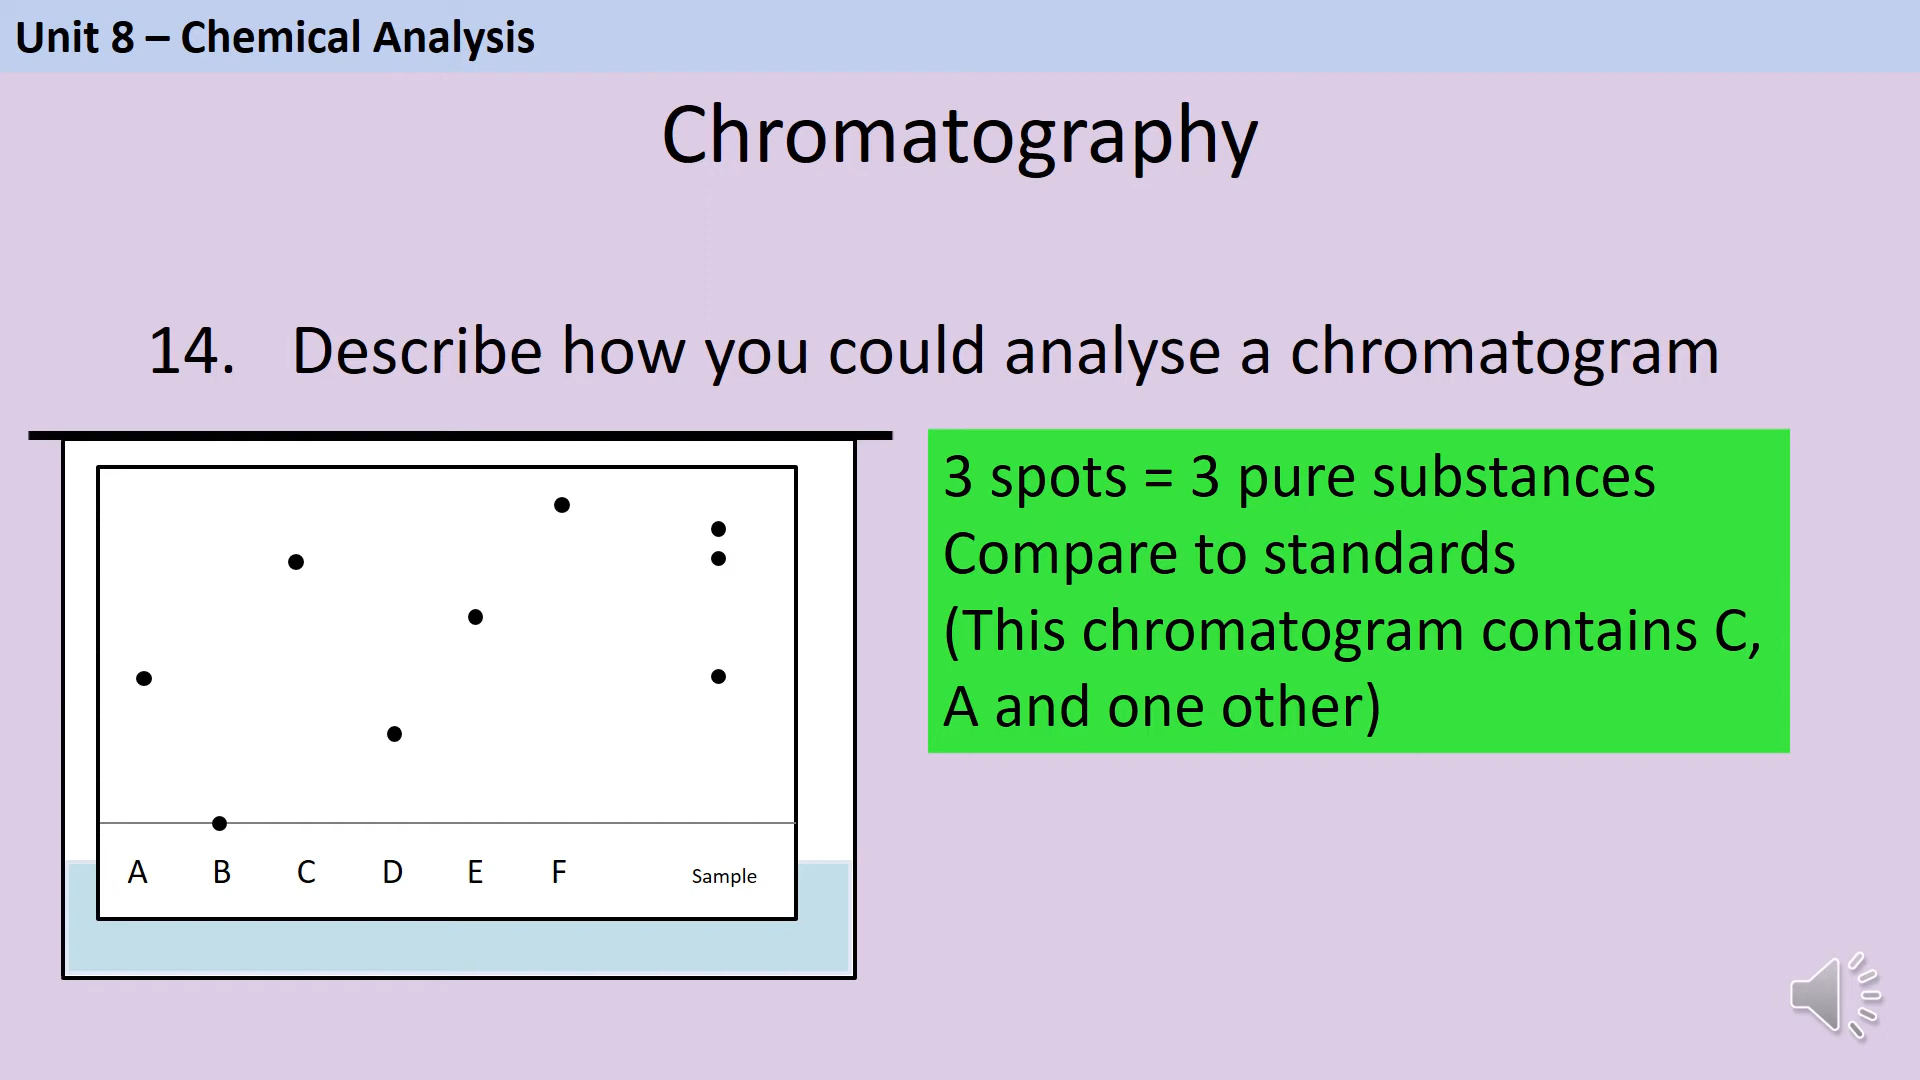 Unit 8 – Chemical Analysis
Chromatography
14. Describe how you could analyse a chromatogram
3 spots = 3 pure substances
Compare to standards
(This chromatogram contains C,
A and one other)
A B C D E F Sample